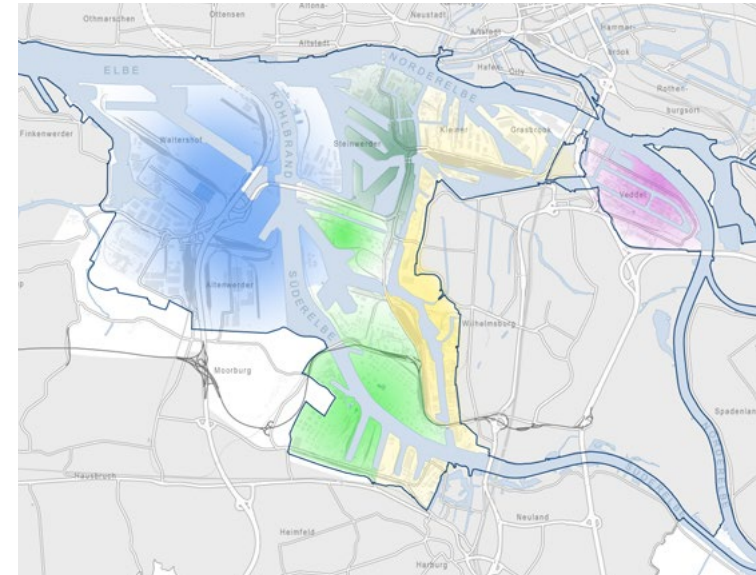 Othmarschen
Ottensen
Altona-
Altstadt
Neustadt
Altstadt
Hammer-
brook
Hafen
City
Rothen-
burgsort
ELBE
NORDERELBE
KÖHLBRAND
Finkenwerder
Waltershof
Steinwerder
Kleiner
Grasbrook
Veddel
Altenwerder
SÜDERELBE
Wilhelmsburg
Moorburg
Spadenland
Hausbruch
Heimfeld
Neuland
Harburg